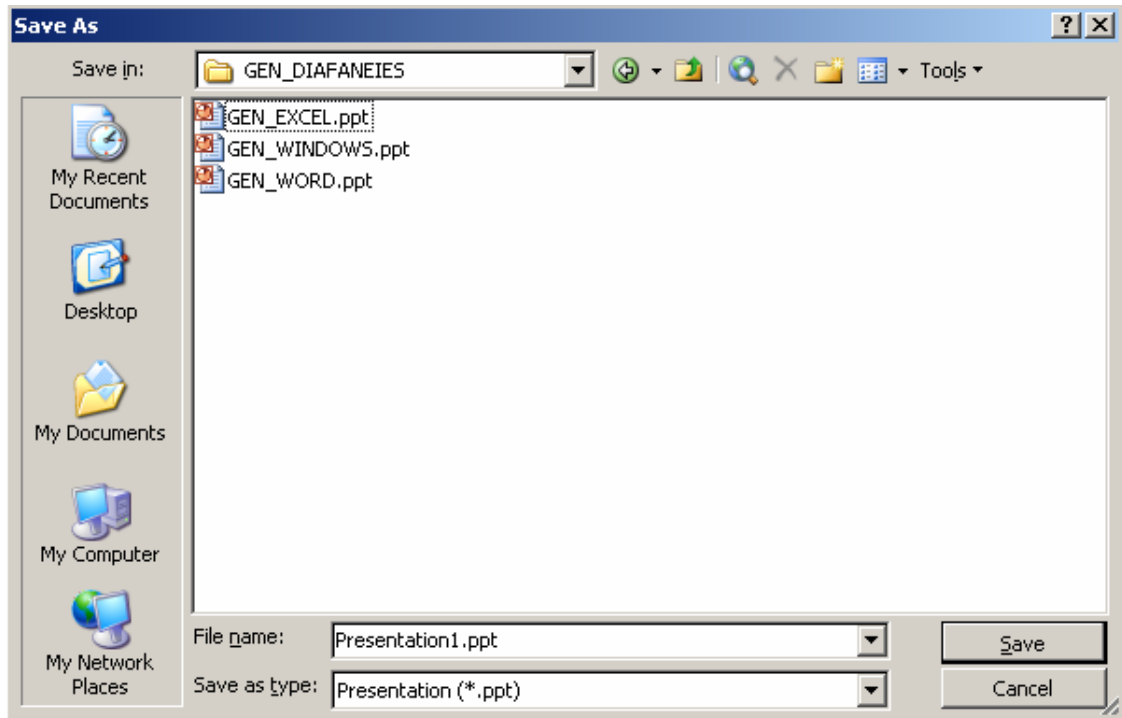 Save As
Save in:
GEN_DIAFANEIES
Tools
GEN_EXCEL.ppt
GEN_WINDOWS.ppt
GEN_WORD.ppt
My Recent
Documents
Desktop
My Documents
My Computer
My Network
Places
File name:
Presentation1.ppt
Save
Save as type:
Presentation (*.ppt)
Cancel